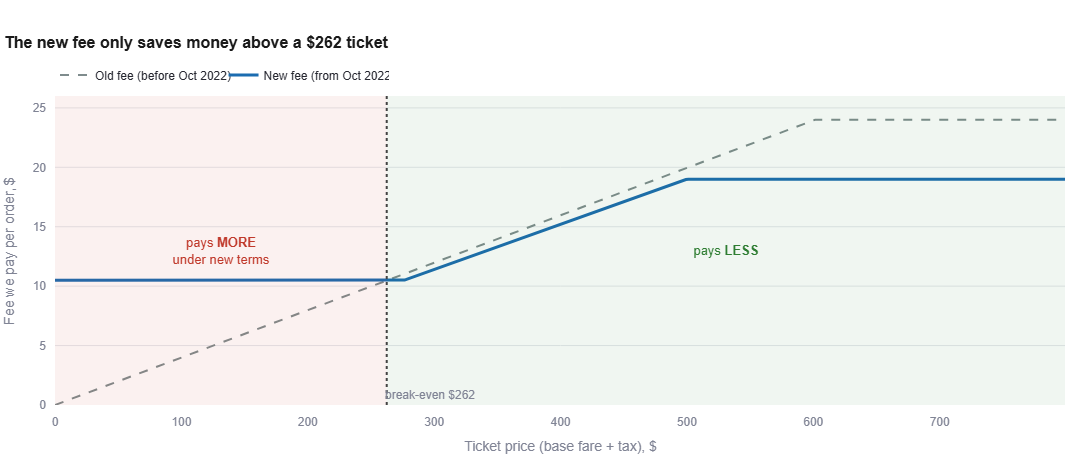 The new fee only saves money above a $262 ticket
Old fee (before Oct 2022)
New fee (from Oct 2022
25
20
15
10
5
0
Fee we pay per order, $
pays MORE
under new terms
pays LESS
break-even $262
0 100 200 300 400 500 600 700
Ticket price (base fare + tax), $